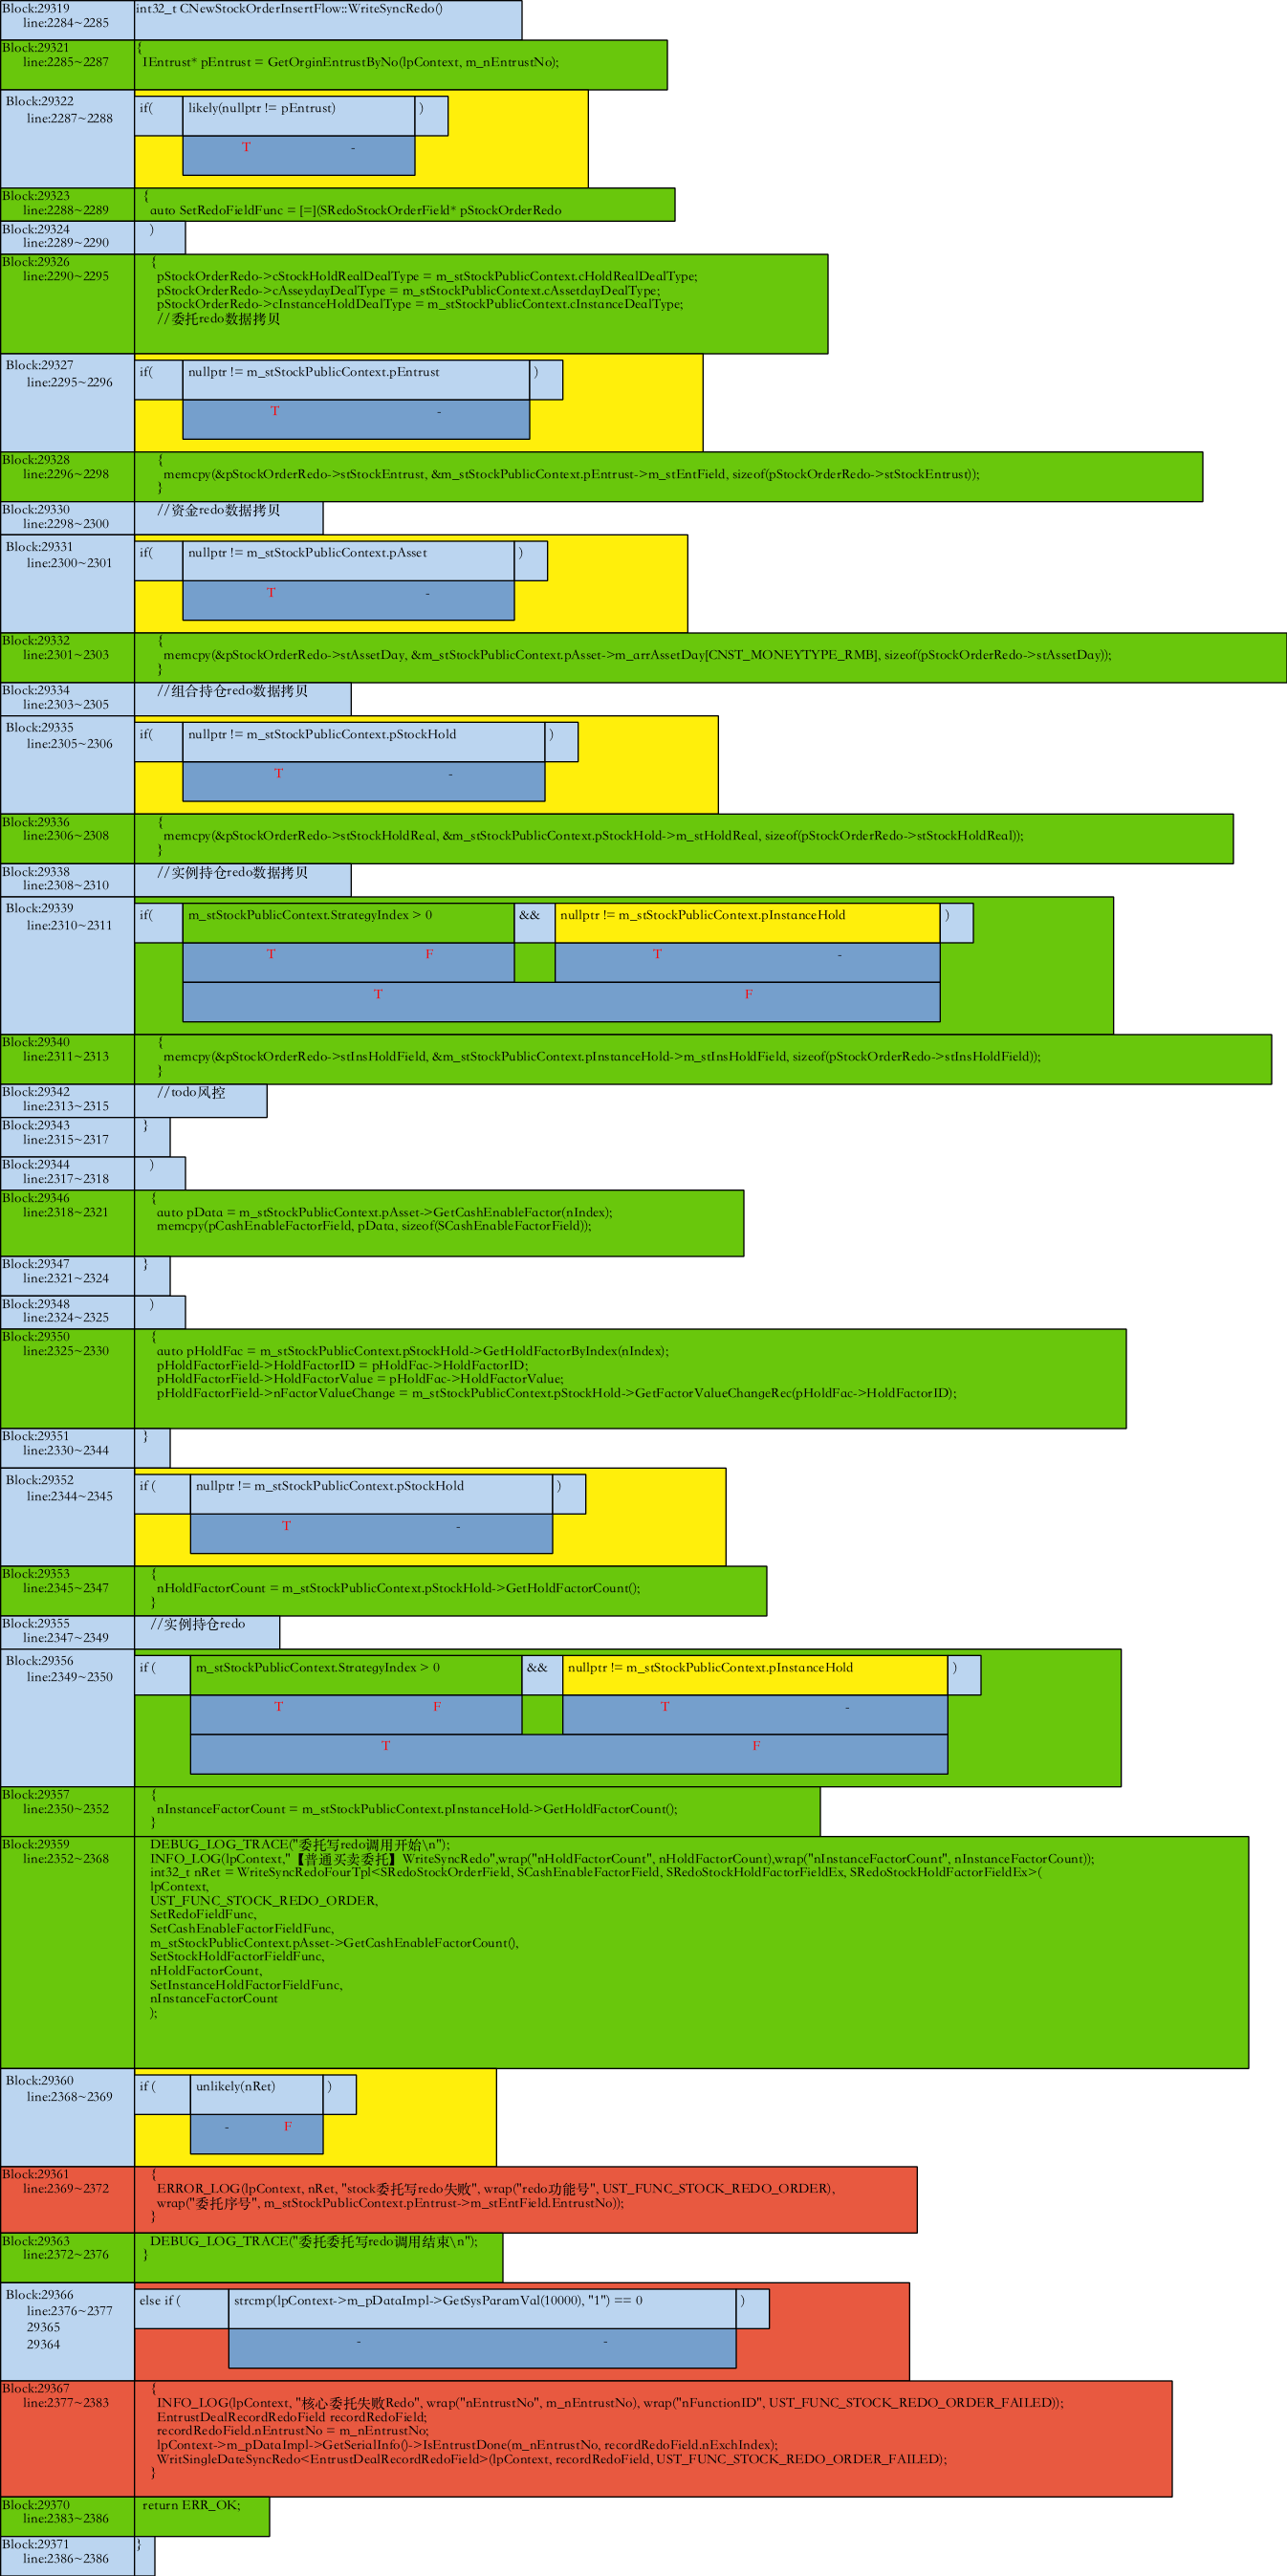 Block:29319
line:2284~2285
int32_t CNewStockOrderInsertFlow::WriteSyncRedo()
Block:29321
line:2285~2287
{
IEntrust* pEntrust = GetOrginEntrustByNo(lpContext, m_nEntrustNo);
Block:29322
line:2287~2288
if( likely(nullptr != pEntrust) )
T -
Block:29323
line:2288~2289
{
auto SetRedoFieldFunc = [=](SRedoStockOrderField* pStockOrderRedo
Block:29324
line:2289~2290
)
Block:29326
line:2290~2295
{
pStockOrderRedo->cStockHoldRealDealType = m_stStockPublicContext.cHoldRealDealType;
pStockOrderRedo->cAsseydayDealType = m_stStockPublicContext.cAssetdayDealType;
pStockOrderRedo->cInstanceHoldDealType = m_stStockPublicContext.cInstanceDealType;
//委托redo数据拷贝
Block:29327
line:2295~2296
if( nullptr != m_stStockPublicContext.pEntrust )
T -
Block:29328
line:2296~2298
{
memcpy(&pStockOrderRedo->stStockEntrust, &m_stStockPublicContext.pEntrust->m_stEntField, sizeof(pStockOrderRedo->stStockEntrust));
}
Block:29330
line:2298~2300
//资金redo数据拷贝
Block:29331
line:2300~2301
if( nullptr != m_stStockPublicContext.pAsset )
T -
Block:29332
line:2301~2303
{
memcpy(&pStockOrderRedo->stAssetDay, &m_stStockPublicContext.pAsset->m_arrAssetDay[CNST_MONEYTYPE_RMB], sizeof(pStockOrderRedo->stAssetDay));
}
Block:29334
line:2303~2305
//组合持仓redo数据拷贝
Block:29335
line:2305~2306
if( nullptr != m_stStockPublicContext.pStockHold )
T -
Block:29336
line:2306~2308
{
memcpy(&pStockOrderRedo->stStockHoldReal, &m_stStockPublicContext.pStockHold->m_stHoldReal, sizeof(pStockOrderRedo->stStockHoldReal));
}
Block:29338
line:2308~2310
//实例持仓redo数据拷贝
Block:29339
line:2310~2311
if( m_stStockPublicContext.StrategyIndex > 0 && nullptr != m_stStockPublicContext.pInstanceHold )
T F T -
T F
Block:29340
line:2311~2313
{
memcpy(&pStockOrderRedo->stInsHoldField, &m_stStockPublicContext.pInstanceHold->m_stInsHoldField, sizeof(pStockOrderRedo->stInsHoldField));
}
Block:29342
line:2313~2315
//todo风控
Block:29343
line:2315~2317
}
Block:29344
line:2317~2318
)
Block:29346
line:2318~2321
{
auto pData = m_stStockPublicContext.pAsset->GetCashEnableFactor(nIndex);
memcpy(pCashEnableFactorField, pData, sizeof(SCashEnableFactorField));
Block:29347
line:2321~2324
}
Block:29348
line:2324~2325
)
Block:29350
line:2325~2330
{
auto pHoldFac = m_stStockPublicContext.pStockHold->GetHoldFactorByIndex(nIndex);
pHoldFactorField->HoldFactorID = pHoldFac->HoldFactorID;
pHoldFactorField->HoldFactorValue = pHoldFac->HoldFactorValue;
pHoldFactorField->nFactorValueChange = m_stStockPublicContext.pStockHold->GetFactorValueChangeRec(pHoldFac->HoldFactorID);
Block:29351
line:2330~2344
}
Block:29352
line:2344~2345
if ( nullptr != m_stStockPublicContext.pStockHold )
T -
Block:29353
line:2345~2347
{
nHoldFactorCount = m_stStockPublicContext.pStockHold->GetHoldFactorCount();
}
Block:29355
line:2347~2349
//实例持仓redo
Block:29356
line:2349~2350
if ( m_stStockPublicContext.StrategyIndex > 0 && nullptr != m_stStockPublicContext.pInstanceHold )
T F T -
T F
Block:29357
line:2350~2352
{
nInstanceFactorCount = m_stStockPublicContext.pInstanceHold->GetHoldFactorCount();
}
Block:29359
line:2352~2368
DEBUG_LOG_TRACE("委托写redo调用开始\n");
INFO_LOG(lpContext,"【普通买卖委托】WriteSyncRedo",wrap("nHoldFactorCount", nHoldFactorCount),wrap("nInstanceFactorCount", nInstanceFactorCount));
int32_t nRet = WriteSyncRedoFourTpl<SRedoStockOrderField, SCashEnableFactorField, SRedoStockHoldFactorFieldEx, SRedoStockHoldFactorFieldEx>(
lpContext,
UST_FUNC_STOCK_REDO_ORDER,
SetRedoFieldFunc,
SetCashEnableFactorFieldFunc,
m_stStockPublicContext.pAsset->GetCashEnableFactorCount(),
SetStockHoldFactorFieldFunc,
nHoldFactorCount,
SetInstanceHoldFactorFieldFunc,
nInstanceFactorCount
);
Block:29360
line:2368~2369
if ( unlikely(nRet) )
- F
Block:29361
line:2369~2372
{
ERROR_LOG(lpContext, nRet, "stock委托写redo失败", wrap("redo功能号", UST_FUNC_STOCK_REDO_ORDER),
wrap("委托序号", m_stStockPublicContext.pEntrust->m_stEntField.EntrustNo));
}
Block:29363
line:2372~2376
DEBUG_LOG_TRACE("委托委托写redo调用结束\n");
}
Block:29366
line:2376~2377
29365
29364
else if ( strcmp(lpContext->m_pDataImpl->GetSysParamVal(10000), "1") == 0 )
- -
Block:29367
line:2377~2383
{
INFO_LOG(lpContext, "核心委托失败Redo", wrap("nEntrustNo", m_nEntrustNo), wrap("nFunctionID", UST_FUNC_STOCK_REDO_ORDER_FAILED));
EntrustDealRecordRedoField recordRedoField;
recordRedoField.nEntrustNo = m_nEntrustNo;
lpContext->m_pDataImpl->GetSerialInfo()->IsEntrustDone(m_nEntrustNo, recordRedoField.nExchIndex);
WritSingleDateSyncRedo<EntrustDealRecordRedoField>(lpContext, recordRedoField, UST_FUNC_STOCK_REDO_ORDER_FAILED);
}
Block:29370
line:2383~2386
return ERR_OK;
Block:29371
line:2386~2386
}